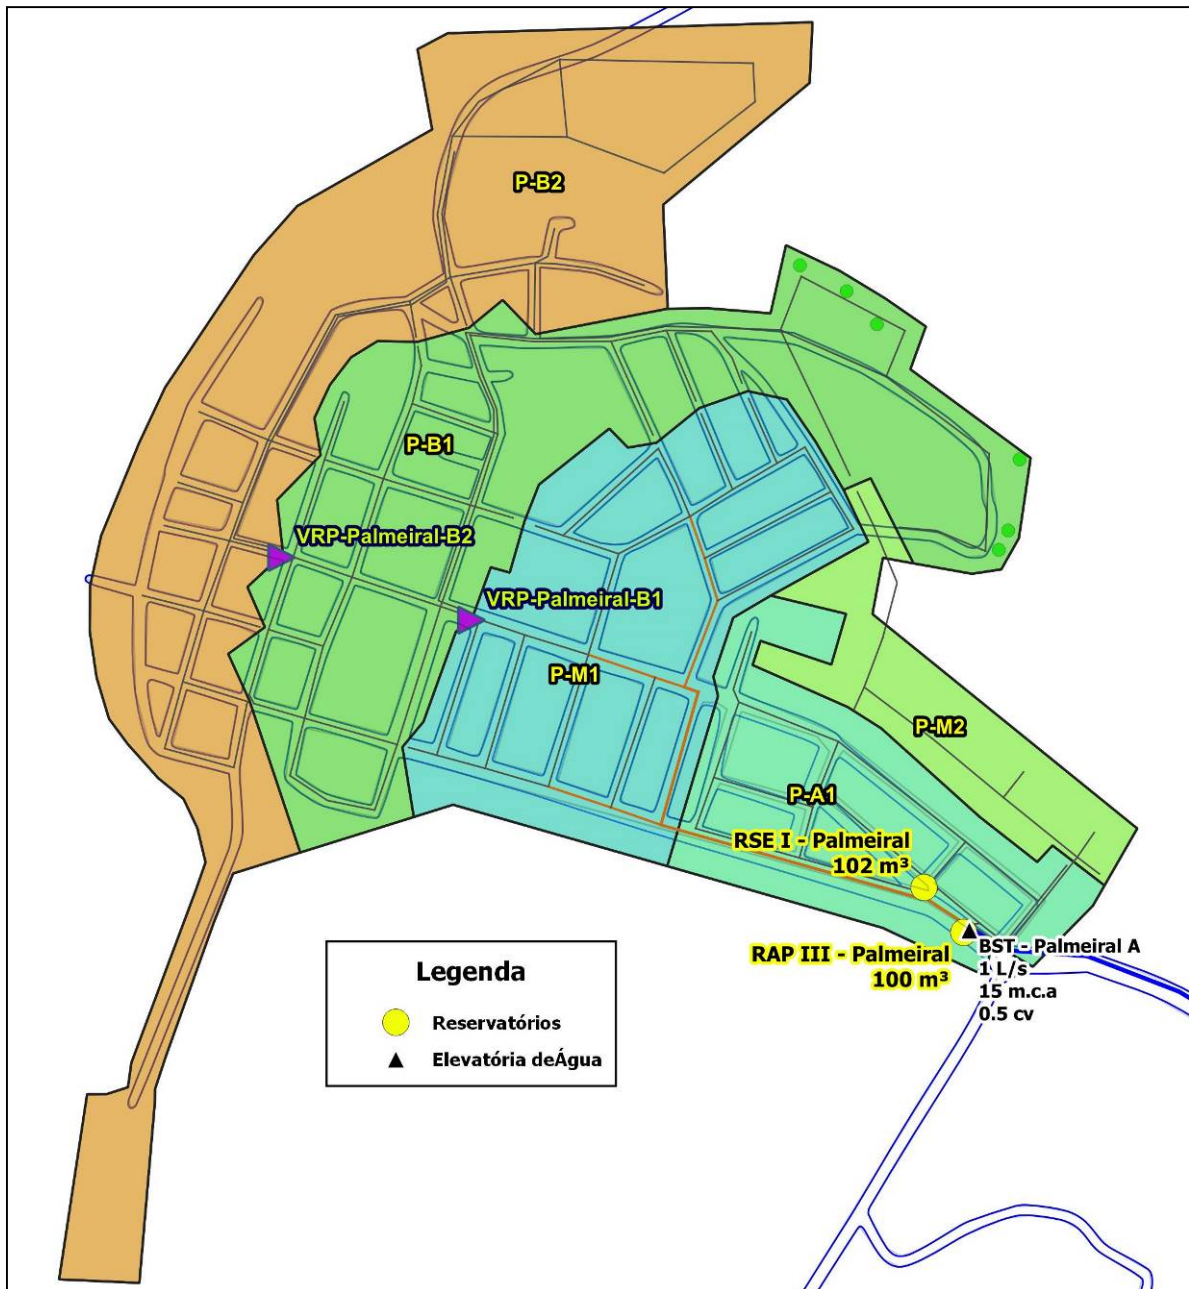 P-B2
P-B1
VRP-Palmeiral-B2
VRP-Palmeiral-B1
P-M1
P-M2
P-A1
RSE I - Palmeiral
102 m³
RAP III - Palmeiral
100 m³
BST - Palmeiral A
1 L/s
15 m.c.a
0.5 cv
Legenda
Reservatórios
Elevatória deÁgua